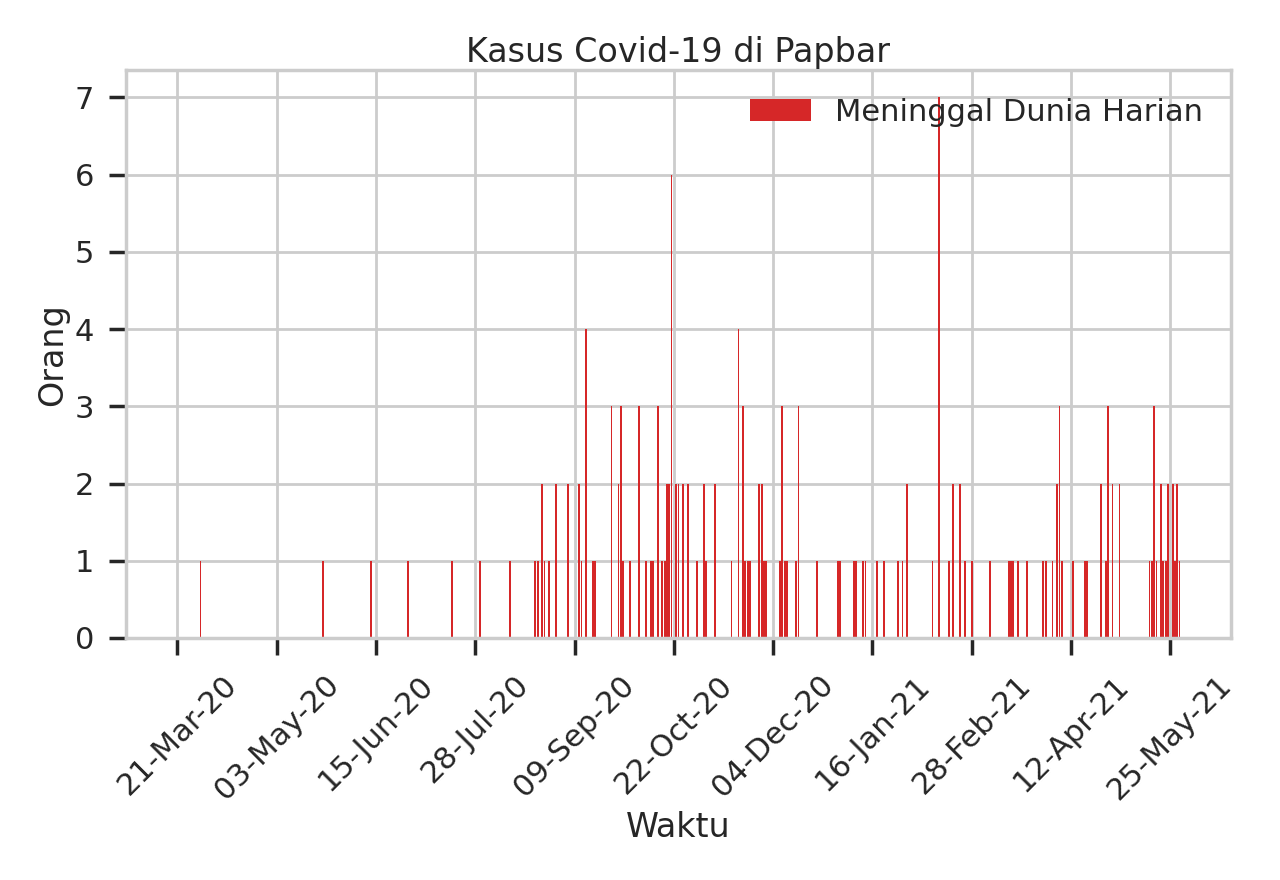 Kasus Covid-19 di Papbar
Meninggal Dunia Harian
Orang
7
6
5
4
3
2
1
0
21-Mar-20
03-May-20
15-Jun-20
28-Jul-20
09-Sep-20
22-Oct-20
04-Dec-20
16-Jan-21
28-Feb-21
12-Apr-21
25-May-21
Waktu